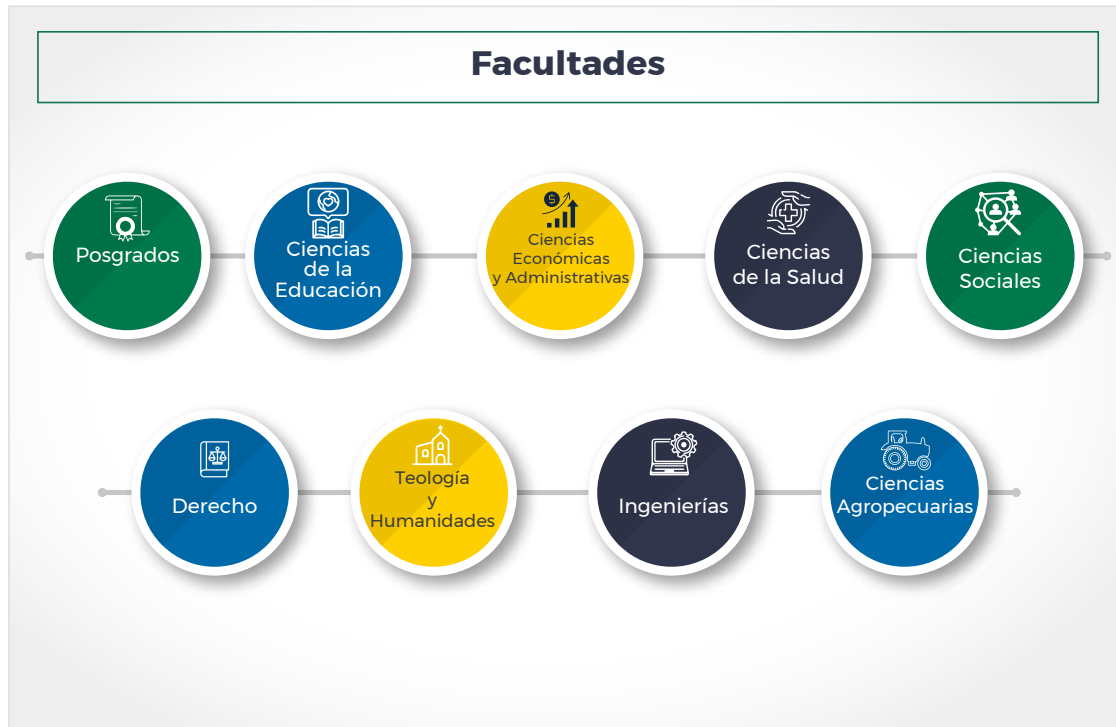 Facultades
Posgrados
Ciencias
de la
Educación
Ciencias
Económicas
y Administrativas
Ciencias
de la Salud
Ciencias
Sociales
Derecho
Teología
y
Humanidades
Ingenierías
Ciencias
Agropecuarias